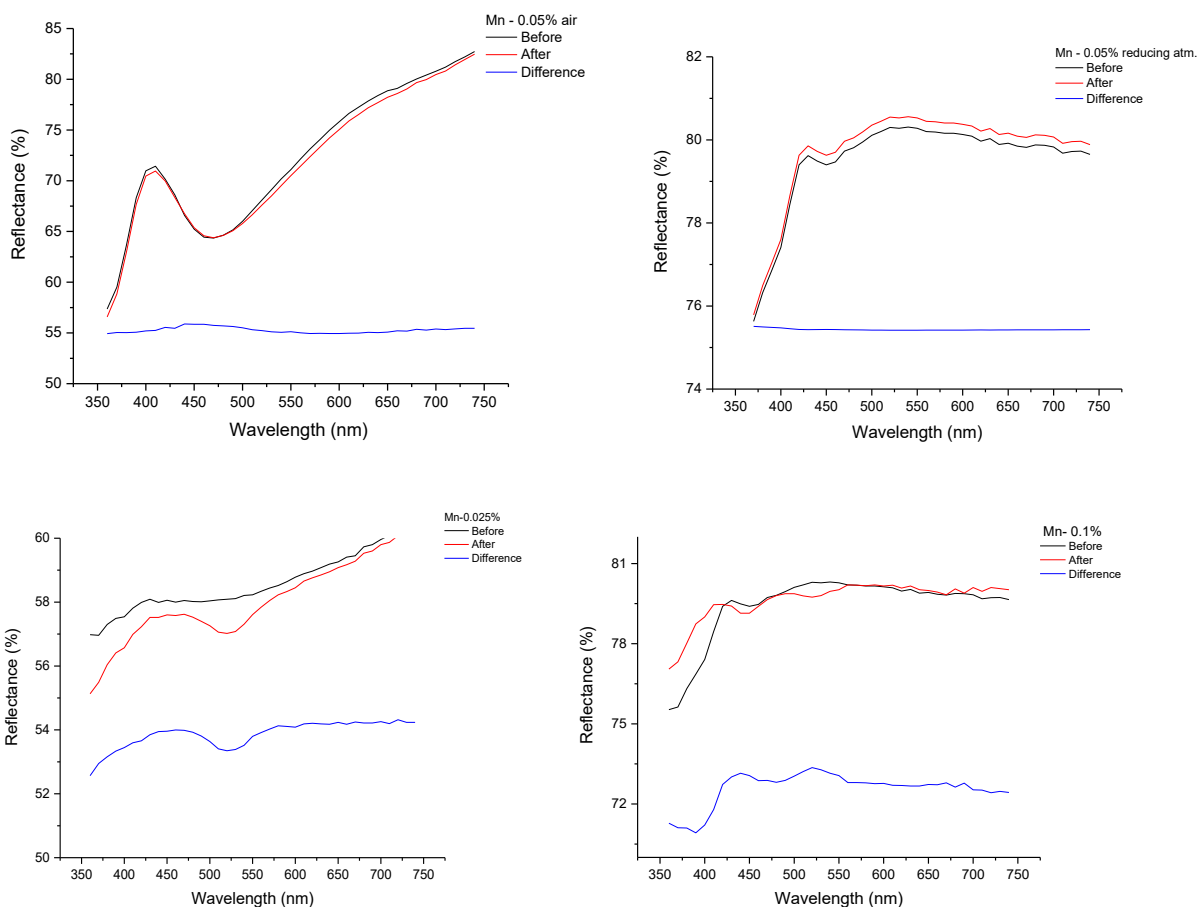 Mn - 0.05% air
Before
After
Difference
85
80
75
70
65
60
55
50
Reflectance (%)
350 400 450 500 550 600 650 700 750
Wavelength (nm)
Mn - 0.05% reducing atm.
Before
After
Difference
82
80
78
76
74
Reflectance (%)
350 400 450 500 550 600 650 700 750
Wavelength (nm)
Mn-0.025%
Before
After
Difference
60
58
56
54
52
50
Reflectance (%)
350 400 450 500 550 600 650 700 750
Wavelength (nm)
Mn- 0.1%
Before
After
Difference
81
78
75
72
Reflectance (%)
350 400 450 500 550 600 650 700 750
Wavelength (nm)